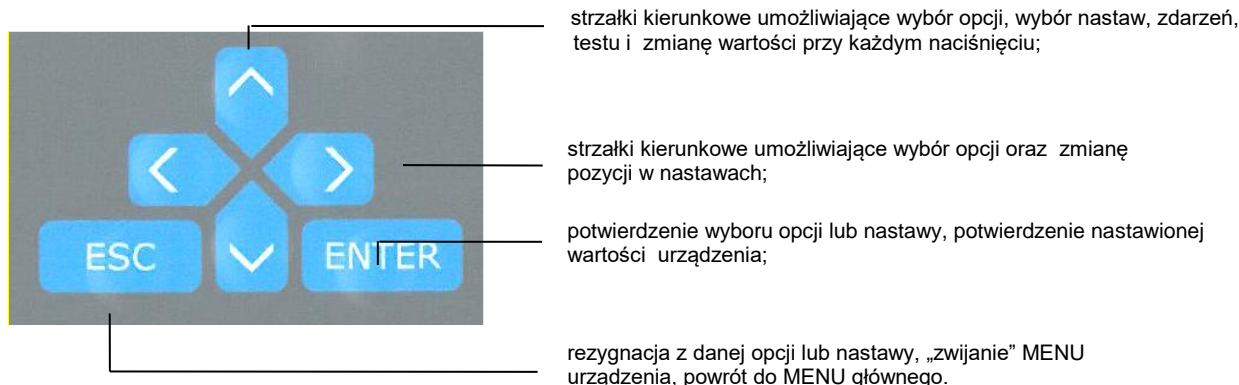 strzałki kierunkowe umożliwiające wybór opcji, wybór nastaw, zdarzeń,
testu i zmianę wartości przy każdym naciśnięciu;
strzałki kierunkowe umożliwiające wybór opcji oraz zmianę
pozycji w nastawach;
ESC
ENTER
potwierdzenie wyboru opcji lub nastawy, potwierdzenie nastawionej
wartości urządzenia;
rezygnacja z danej opcji lub nastawy, „zwijanie” MENU
urządzenia, powrót do MENU głównego.